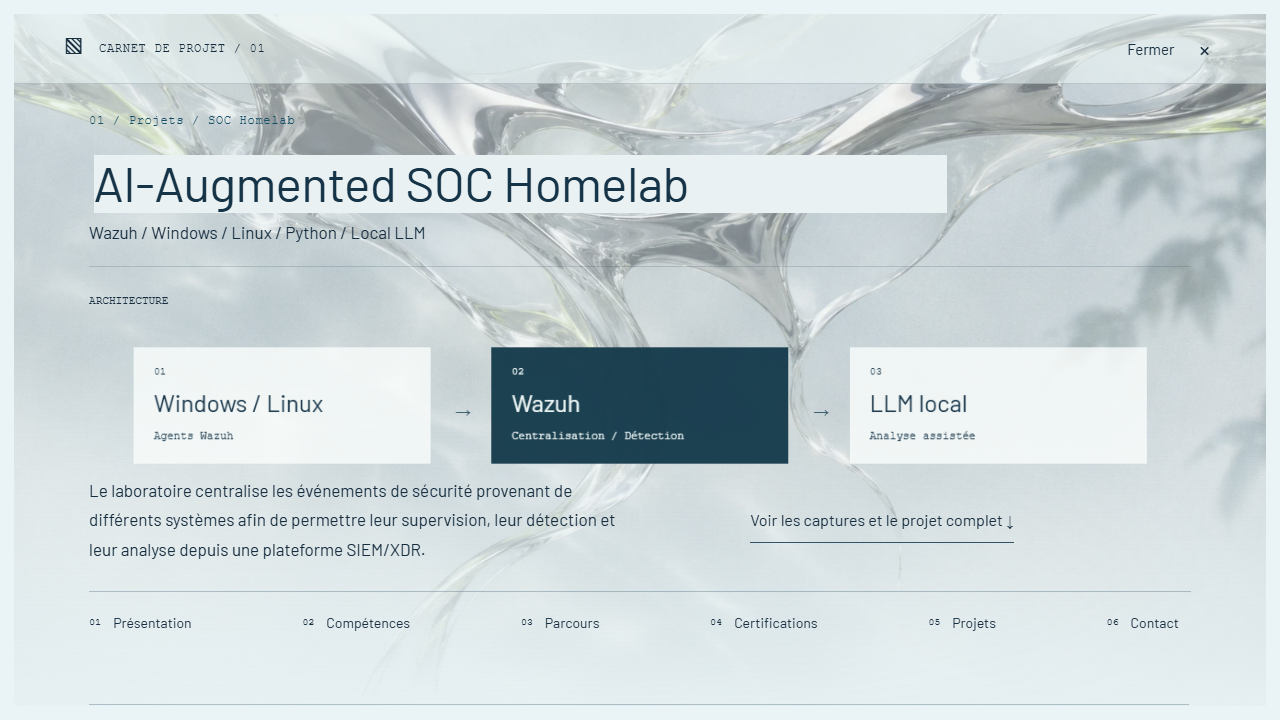 CARNET DE PROJET / 01
Fermer ×
01 / Projets / SOC Homelab
AI-Augmented SOC Homelab
Wazuh / Windows / Linux / Python / Local LLM
ARCHITECTURE
01
Windows / Linux
Agents Wazuh
→
02
Wazuh
Centralisation / Détection
→
03
LLM local
Analyse assistée
Le laboratoire centralise les événements de sécurité provenant de
différents systèmes afin de permettre leur supervision, leur détection et
leur analyse depuis une plateforme SIEM/XDR.
Voir les captures et le projet complet ↓
01 Présentation
02 Compétences
03 Parcours
04 Certifications
05 Projets
06 Contact